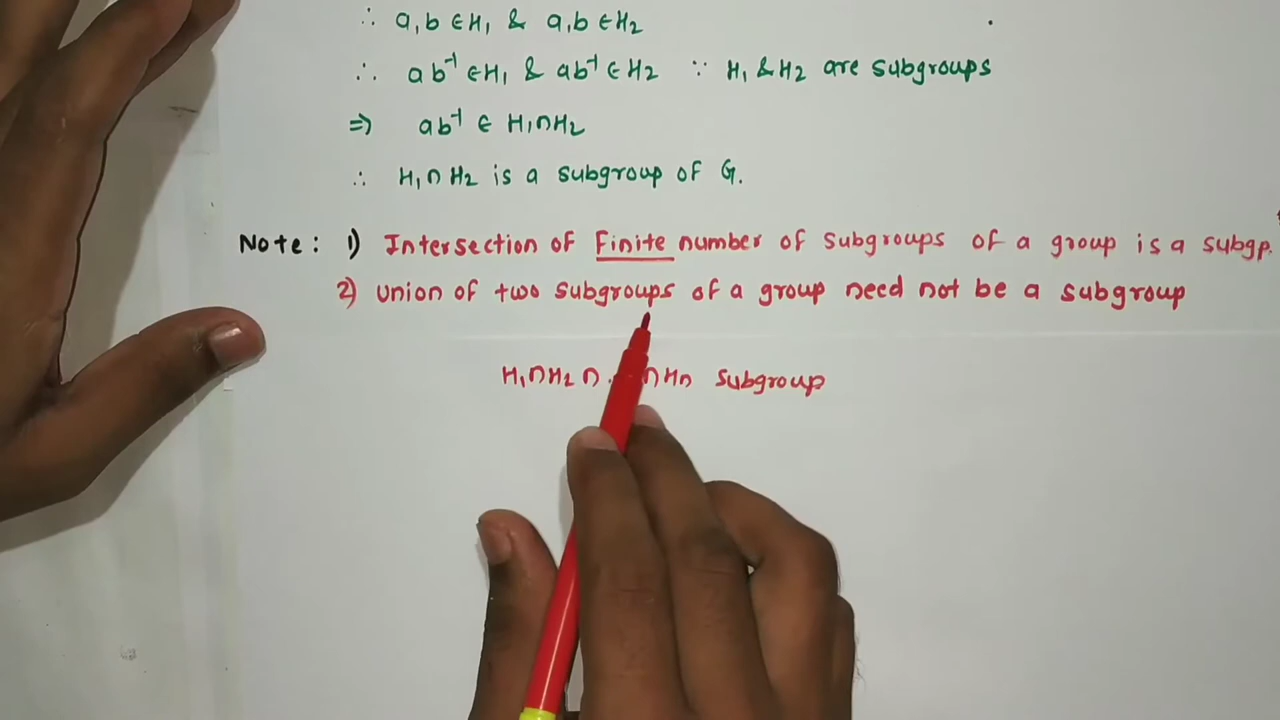 ∴ a,b ∈ H₁ & a,b ∈ H₂
∴ ab⁻¹ ∈ H₁ & ab⁻¹ ∈ H₂ ∵ H₁ & H₂ are subgroups
⇒ ab⁻¹ ∈ H₁∩H₂
∴ H₁∩H₂ is a subgroup of G.
Note: 1) Intersection of Finite number of subgroups of a group is a subgp.
2) union of two subgroups of a group need not be a subgroup
H₁∩H₂∩ ∩Hn subgroup